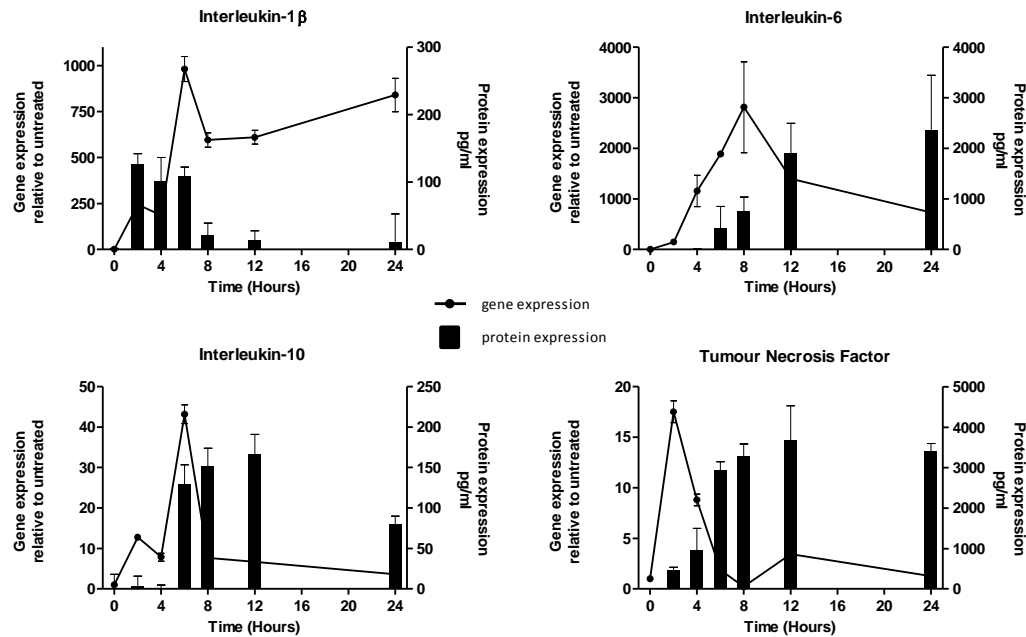 Interleukin-1β
Gene expression
relative to untreated
1000
750
500
250
0
300
200
100
0
Protein expression
pg/ml
0 4 8 12 16 20 24
Time (Hours)
Interleukin-6
Gene expression
relative to untreated
4000
3000
2000
1000
0
4000
3000
2000
1000
0
Protein expression
pg/ml
0 4 8 12 16 20 24
Time (Hours)
gene expression
protein expression
Interleukin-10
Gene expression
relative to untreated
50
40
30
20
10
0
250
200
150
100
50
0
Protein expression
pg/ml
0 4 8 12 16 20 24
Time (Hours)
Tumour Necrosis Factor
Gene expression
relative to untreated
20
15
10
5
0
5000
4000
3000
2000
1000
0
Protein expression
pg/ml
0 4 8 12 16 20 24
Time (Hours)